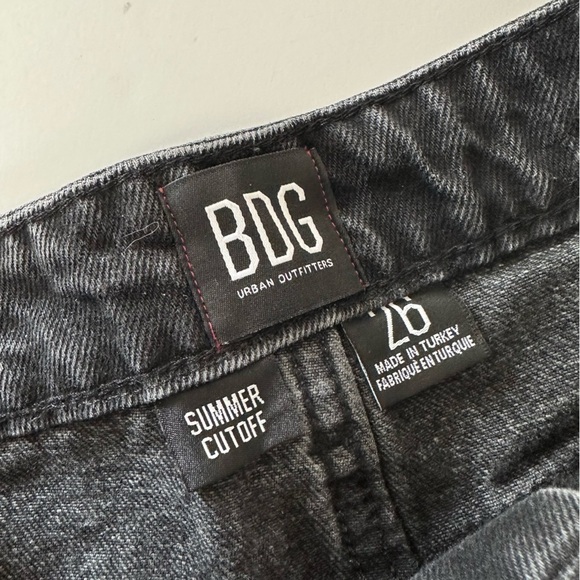 BDG
URBAN OUTFITTERS
26
MADE IN TURKEY
FABRIQUÉ EN TURQUIE
SUMMER
CUTOFF